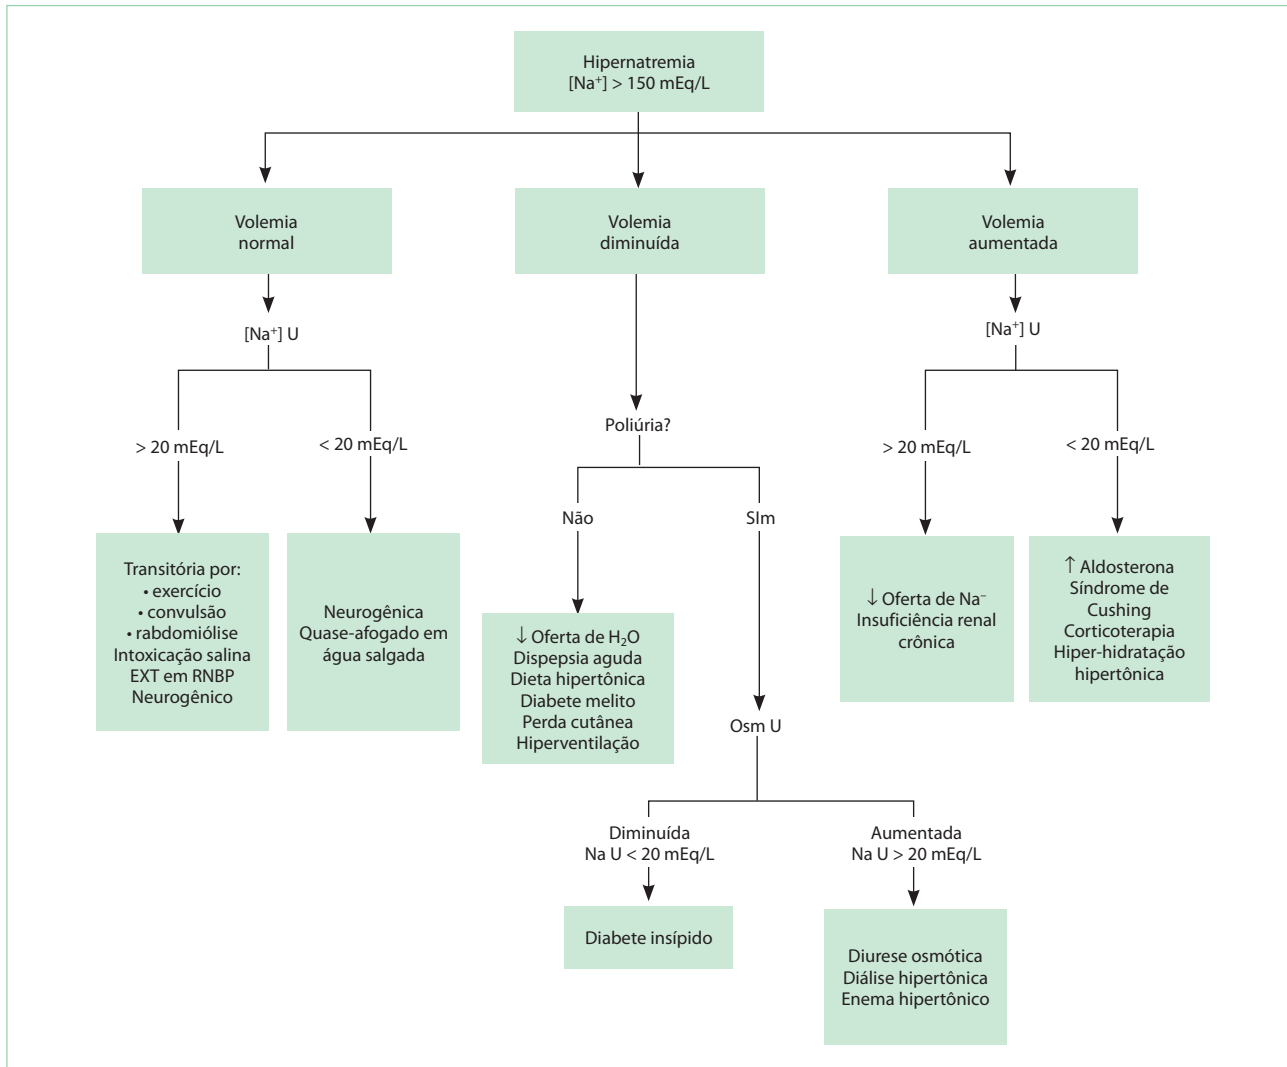 Hipernatremia
[Na⁺] > 150 mEq/L
Volemia
normal
Volemia
diminuída
Volemia
aumentada
[Na⁺] U
[Na⁺] U
Poliúria?
> 20 mEq/L
< 20 mEq/L
> 20 mEq/L
< 20 mEq/L
Não
SIm
Transitória por:
• exercício
• convulsão
• rabdomiólise
Intoxicação salina
EXT em RNBP
Neurogênico
Neurogênica
Quase-afogado em
água salgada
↓ Oferta de H₂O
Dispepsia aguda
Dieta hipertônica
Diabete melito
Perda cutânea
Hiperventilação
↓ Oferta de Na⁻
Insuficiência renal
crônica
↑ Aldosterona
Síndrome de
Cushing
Corticoterapia
Hiper-hidratação
hipertônica
Osm U
Diminuída
Na U < 20 mEq/L
Aumentada
Na U > 20 mEq/L
Diabete insípido
Diurese osmótica
Diálise hipertônica
Enema hipertônico